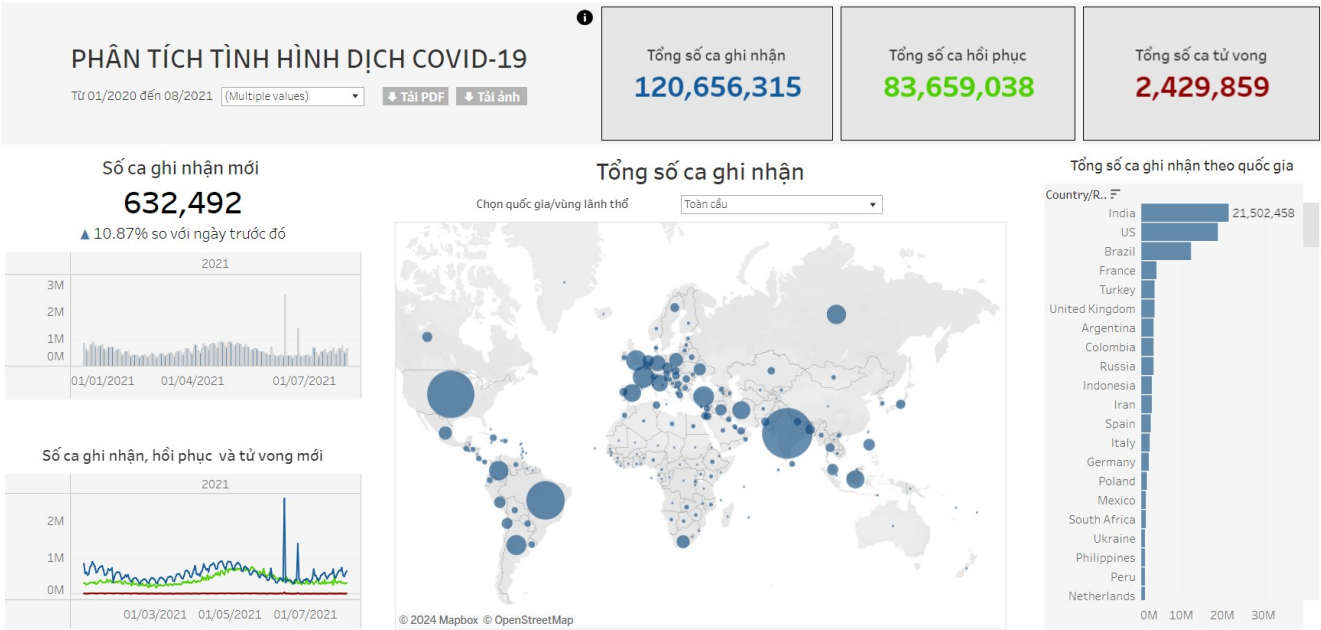 PHÂN TÍCH TÌNH HÌNH DỊCH COVID-19
Từ 01/2020 đến 08/2021
(Multiple values)
Tải PDF
Tải ảnh
Tổng số ca ghi nhận
120,656,315
Tổng số ca hồi phục
83,659,038
Tổng số ca tử vong
2,429,859
Số ca ghi nhận mới
632,492
▲ 10.87% so với ngày trước đó
2021
3M
2M
1M
0M
01/01/2021 01/04/2021 01/07/2021
Số ca ghi nhận, hồi phục và tử vong mới
2021
2M
1M
0M
01/03/2021 01/05/2021 01/07/2021
Tổng số ca ghi nhận
Chọn quốc gia/vùng lãnh thổ
Toàn cầu
© 2024 Mapbox © OpenStreetMap
Tổng số ca ghi nhận theo quốc gia
Country/R..
India 21,502,458
US
Brazil
France
Turkey
United Kingdom
Argentina
Colombia
Russia
Indonesia
Iran
Spain
Italy
Germany
Poland
Mexico
South Africa
Ukraine
Philippines
Peru
Netherlands
0M 10M 20M 30M